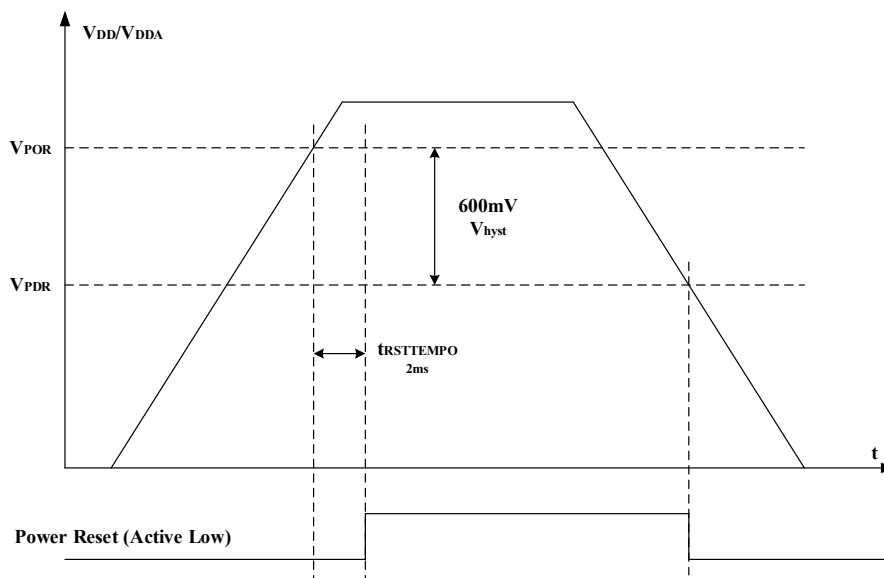 VDD/VDDA
VPOR
600mV
Vhyst
VPDR
tRSTTEMPO
2ms
t
Power Reset (Active Low)